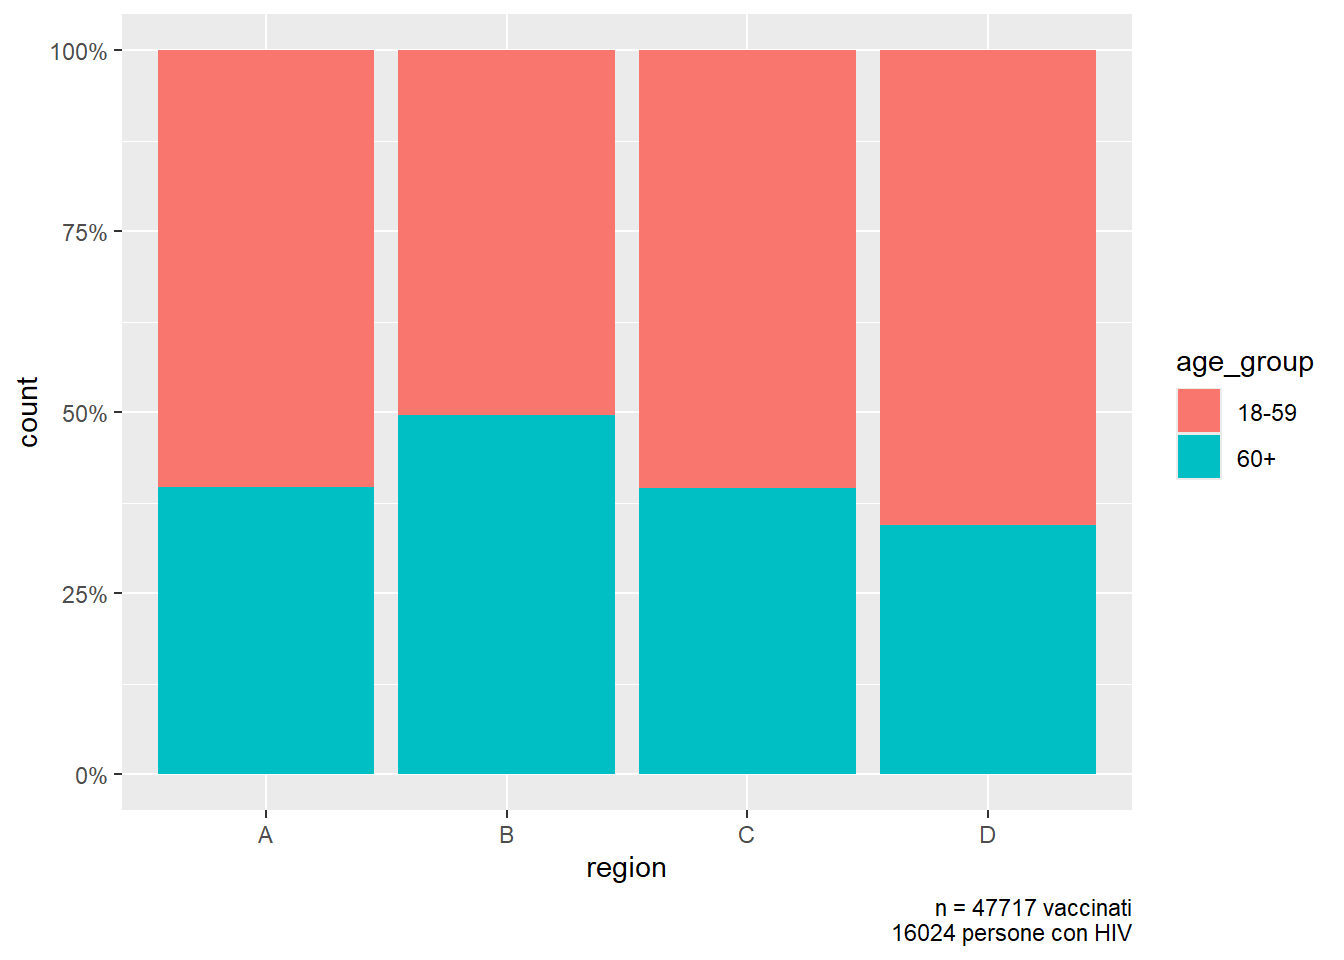 100%
75%
50%
25%
0%
count
A
B
C
D
region
age_group
18-59
60+
n = 47717 vaccinati
16024 persone con HIV